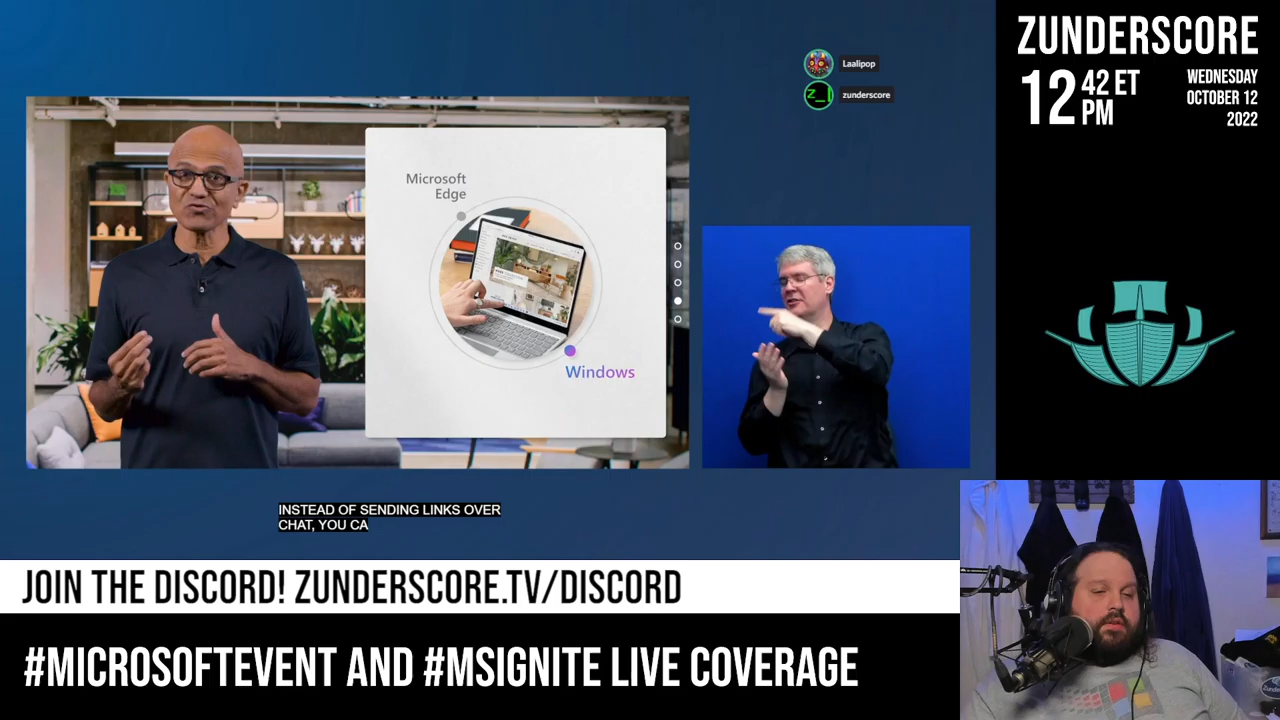 ZUNDERSCORE
12 42 ET
PM
WEDNESDAY
OCTOBER 12
2022
Laalipop
zunderscore
Microsoft
Edge
Windows
INSTEAD OF SENDING LINKS OVER
CHAT, YOU CA
JOIN THE DISCORD! ZUNDERSCORE.TV/DISCORD
#MICROSOFTEVENT AND #MSIGNITE LIVE COVERAGE